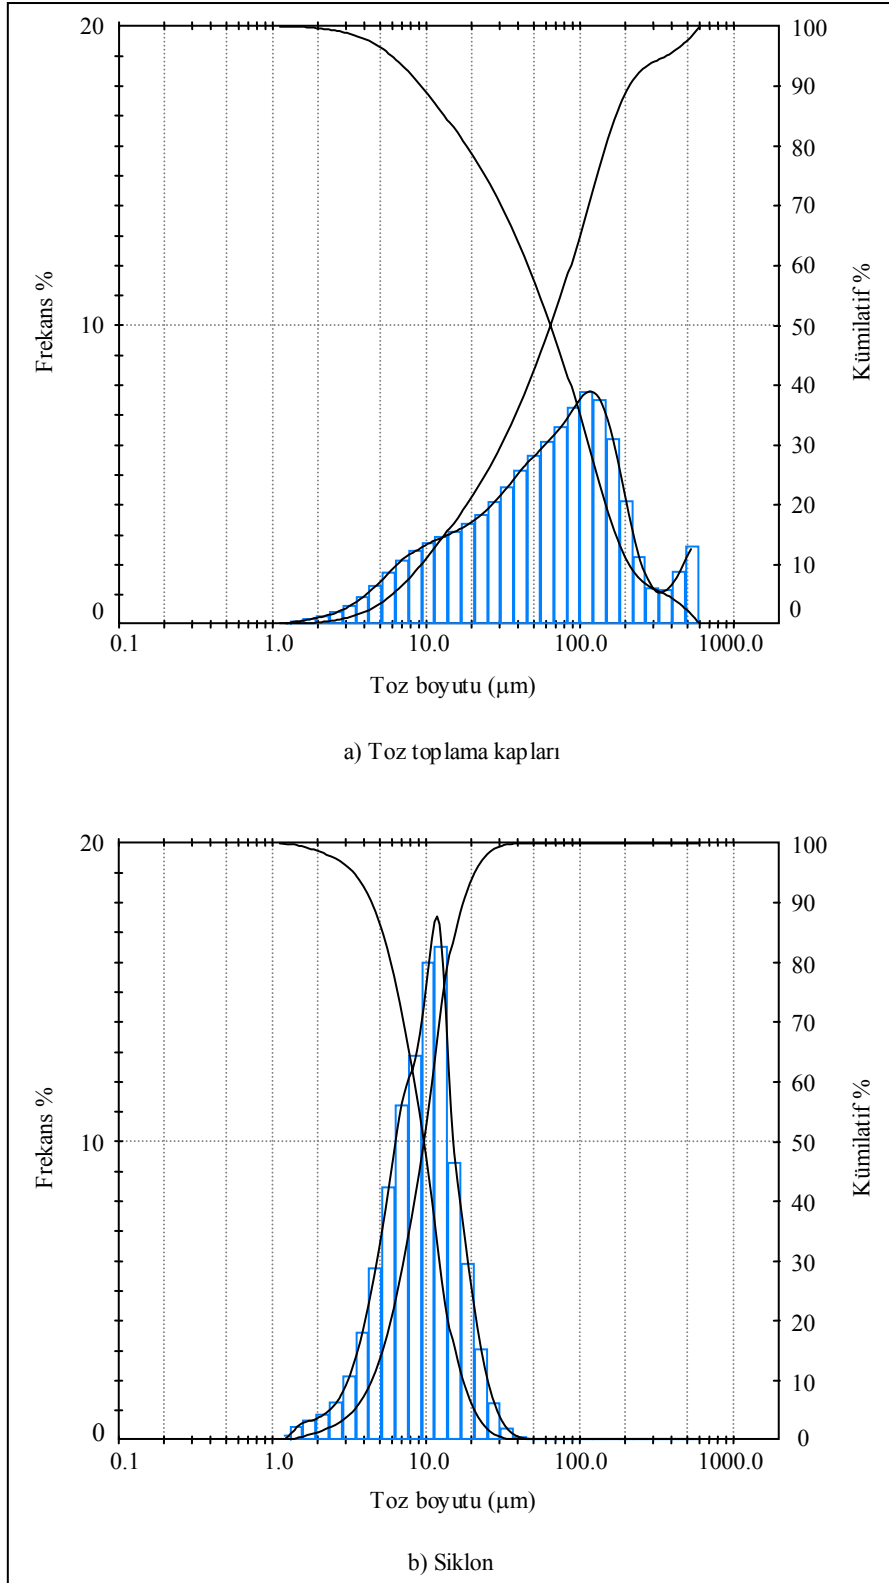 20
10
0
Frekans %
100
90
80
70
60
50
40
30
20
10
0
Kümilatif %
0.1 1.0 10.0 100.0 1000.0
Toz boyutu (μm)
a) Toz toplama kapları
20
10
0
Frekans %
100
90
80
70
60
50
40
30
20
10
0
Kümilatif %
0.1 1.0 10.0 100.0 1000.0
Toz boyutu (μm)
b) Siklon